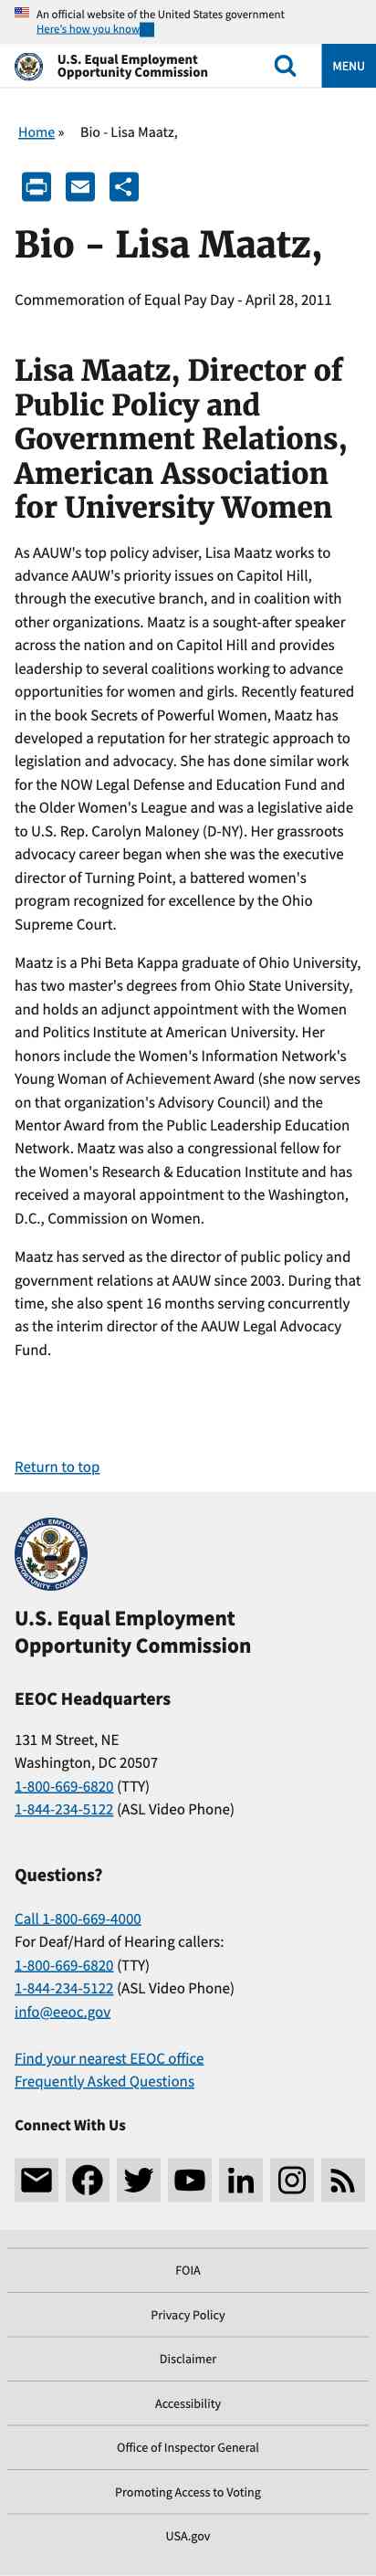 An official website of the United States government
Here's how you know
U.S. Equal Employment
Opportunity Commission
MENU
Home » Bio - Lisa Maatz,
Bio - Lisa Maatz,
Commemoration of Equal Pay Day - April 28, 2011
Lisa Maatz, Director of
Public Policy and
Government Relations,
American Association
for University Women
As AAUW's top policy adviser, Lisa Maatz works to
advance AAUW's priority issues on Capitol Hill,
through the executive branch, and in coalition with
other organizations. Maatz is a sought-after speaker
across the nation and on Capitol Hill and provides
leadership to several coalitions working to advance
opportunities for women and girls. Recently featured
in the book Secrets of Powerful Women, Maatz has
developed a reputation for her strategic approach to
legislation and advocacy. She has done similar work
for the NOW Legal Defense and Education Fund and
the Older Women's League and was a legislative aide
to U.S. Rep. Carolyn Maloney (D-NY). Her grassroots
advocacy career began when she was the executive
director of Turning Point, a battered women's
program recognized for excellence by the Ohio
Supreme Court.
Maatz is a Phi Beta Kappa graduate of Ohio University,
has two master's degrees from Ohio State University,
and holds an adjunct appointment with the Women
and Politics Institute at American University. Her
honors include the Women's Information Network's
Young Woman of Achievement Award (she now serves
on that organization's Advisory Council) and the
Mentor Award from the Public Leadership Education
Network. Maatz was also a congressional fellow for
the Women's Research & Education Institute and has
received a mayoral appointment to the Washington,
D.C., Commission on Women.
Maatz has served as the director of public policy and
government relations at AAUW since 2003. During that
time, she also spent 16 months serving concurrently
as the interim director of the AAUW Legal Advocacy
Fund.
Return to top
U.S. EQUAL EMPLOYMENT OPPORTUNITY COMMISSION
U.S. Equal Employment
Opportunity Commission
EEOC Headquarters
131 M Street, NE
Washington, DC 20507
1-800-669-6820 (TTY)
1-844-234-5122 (ASL Video Phone)
Questions?
Call 1-800-669-4000
For Deaf/Hard of Hearing callers:
1-800-669-6820 (TTY)
1-844-234-5122 (ASL Video Phone)
info@eeoc.gov
Find your nearest EEOC office
Frequently Asked Questions
Connect With Us
FOIA
Privacy Policy
Disclaimer
Accessibility
Office of Inspector General
Promoting Access to Voting
USA.gov